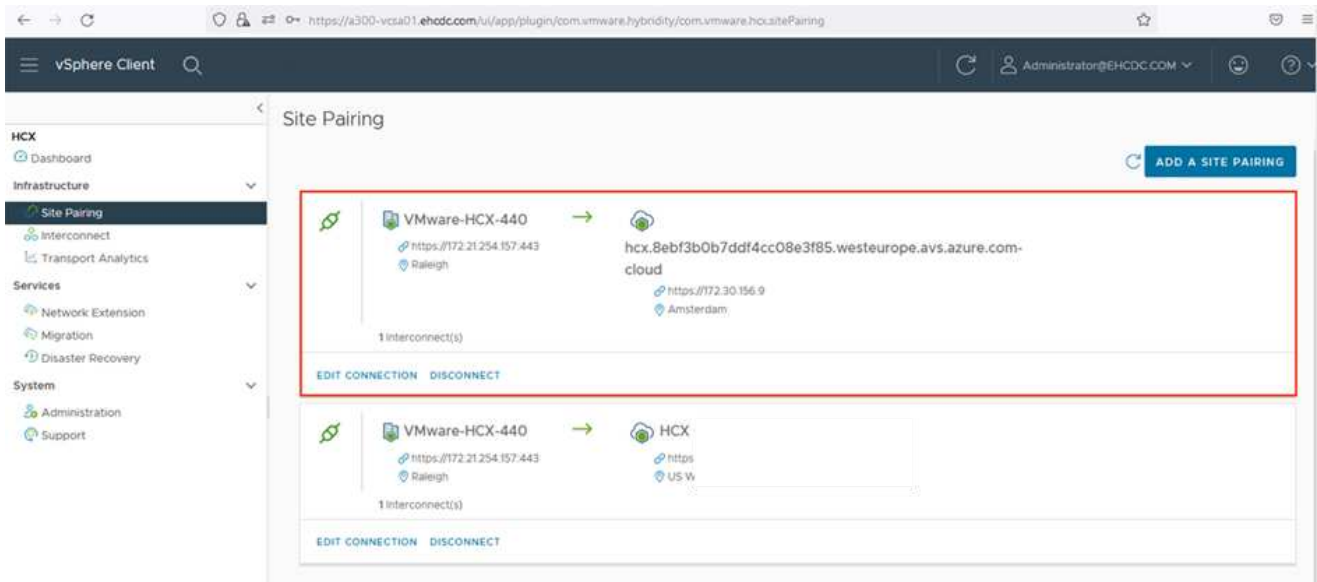 https://a300-vcsa01.ehcdc.com/ui/app/plugin/com.vmware.hybridity/com.vmware.hcx.sitePairing
vSphere Client
Administrator@EHCDC.COM
HCX
Dashboard
Infrastructure
Site Pairing
Interconnect
Transport Analytics
Services
Network Extension
Migration
Disaster Recovery
System
Administration
Support
Site Pairing
ADD A SITE PAIRING
VMware-HCX-440
https://172.21.254.157:443
Raleigh
hcx.8ebf3b0b7ddf4cc08e3f85.westeurope.avs.azure.com-
cloud
https://172.30.156.9
Amsterdam
1 Interconnect(s)
EDIT CONNECTION DISCONNECT
VMware-HCX-440
https://172.21.254.157:443
Raleigh
HCX
https
US W
1 Interconnect(s)
EDIT CONNECTION DISCONNECT